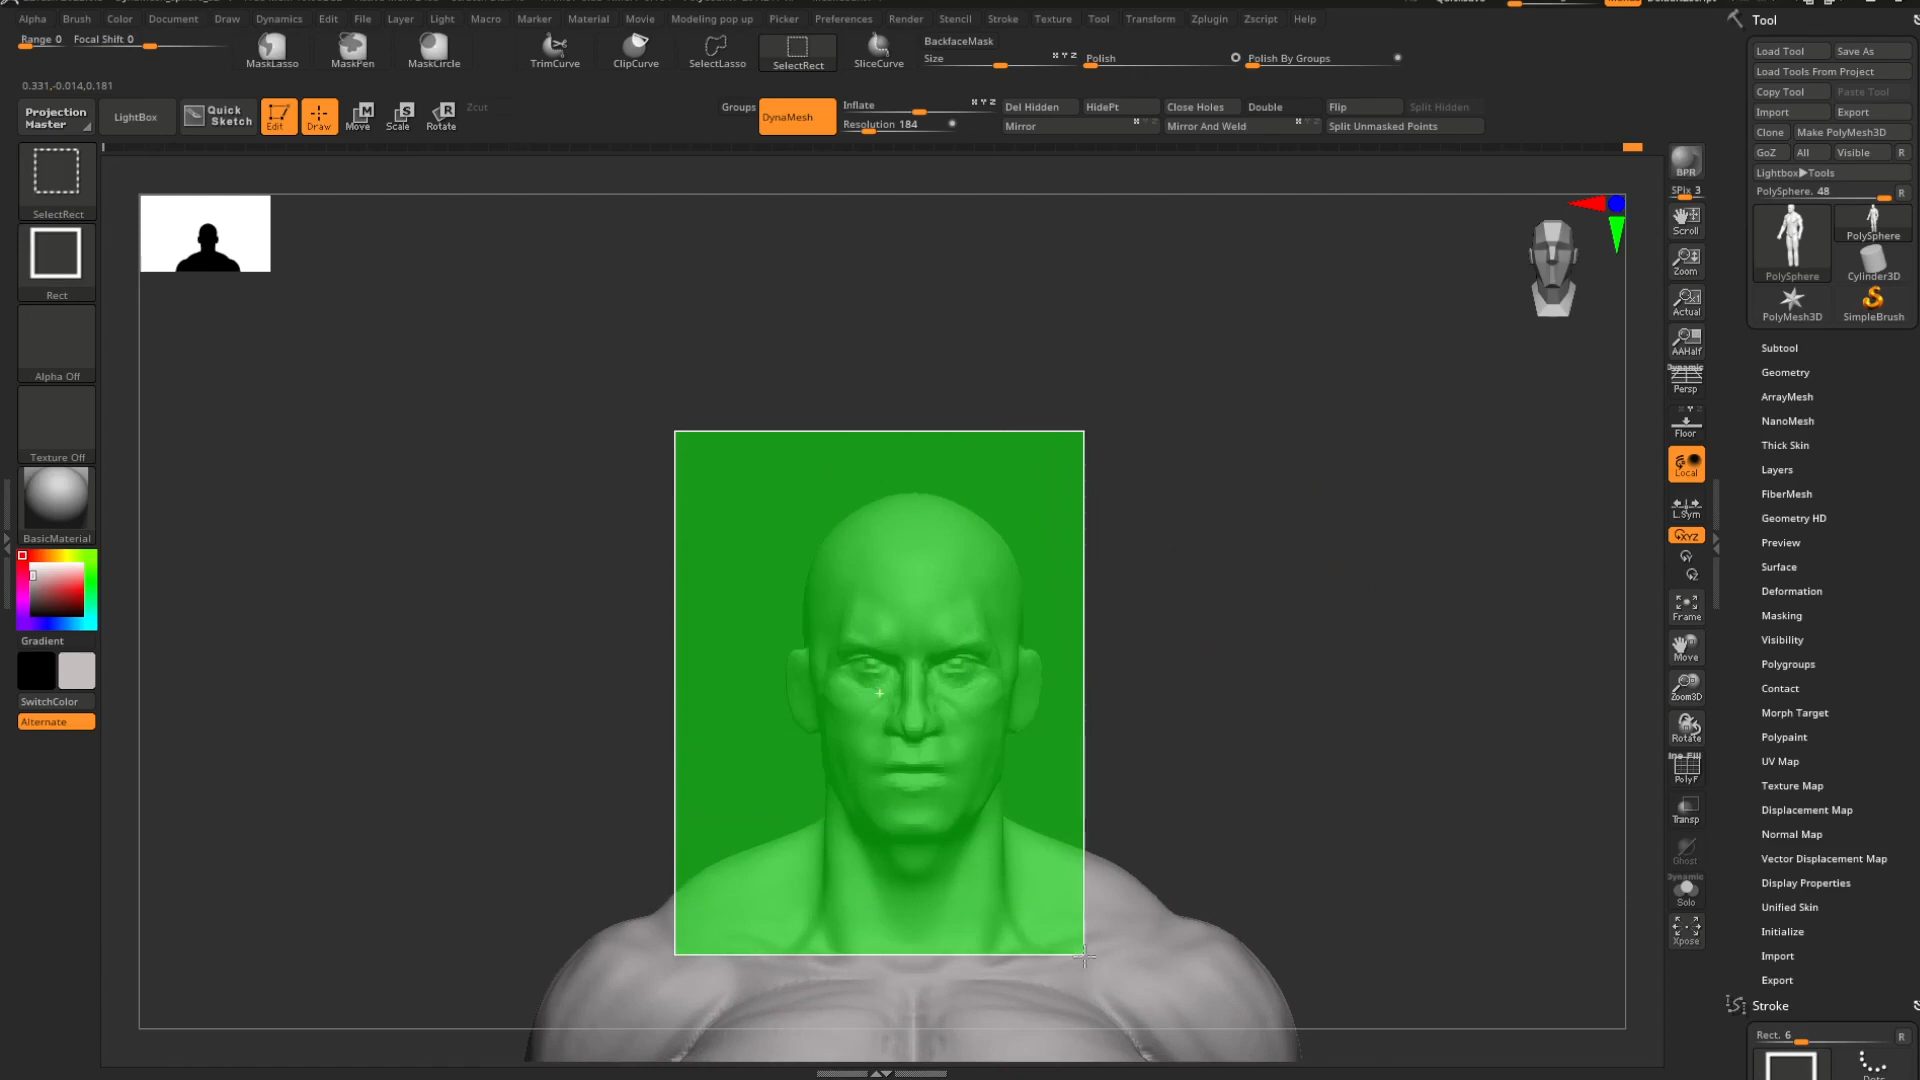 Alpha Brush Color Document Draw Dynamics Edit File Layer Light Macro Marker Material Movie Modeling pop up Picker Preferences Render Stencil Stroke Texture Tool Transform Zplugin Zscript Help
Range 0 Focal Shift 0
MaskLasso MaskPen MaskCircle TrimCurve ClipCurve SelectLasso SelectRect SliceCurve
BackfaceMask
Size X Y Z Polish Polish By Groups
0.331,-0.014,0.181
Projection
Master
LightBox
Quick
Sketch
Edit Draw Move Scale Rotate
Zcut
Groups DynaMesh
Inflate X Y Z
Resolution 184
Del Hidden HidePt Close Holes Double Flip Split Hidden
Mirror Mirror And Weld Split Unmasked Points
SelectRect
Rect
Alpha Off
Texture Off
BasicMaterial
Gradient
SwitchColor
Alternate
BPR
SPix 3
Scroll
Zoom
Actual
AAHalf
Dynamic
Persp
Floor
Local
L.Sym
XYZ
Y
Z
Frame
Move
Zoom3D
Rotate
PolyF
Transp
Ghost
Dynamic
Solo
Xpose
Tool
Load Tool Save As
Load Tools From Project
Copy Tool Paste Tool
Import Export
Clone Make PolyMesh3D
GoZ All Visible R
Lightbox▶Tools
PolySphere. 48 R
PolySphere
PolySphere
Cylinder3D
PolyMesh3D SimpleBrush
Subtool
Geometry
ArrayMesh
NanoMesh
Thick Skin
Layers
FiberMesh
Geometry HD
Preview
Surface
Deformation
Masking
Visibility
Polygroups
Contact
Morph Target
Polypaint
UV Map
Texture Map
Displacement Map
Normal Map
Vector Displacement Map
Display Properties
Unified Skin
Initialize
Import
Export
Stroke
Rect. 6 R